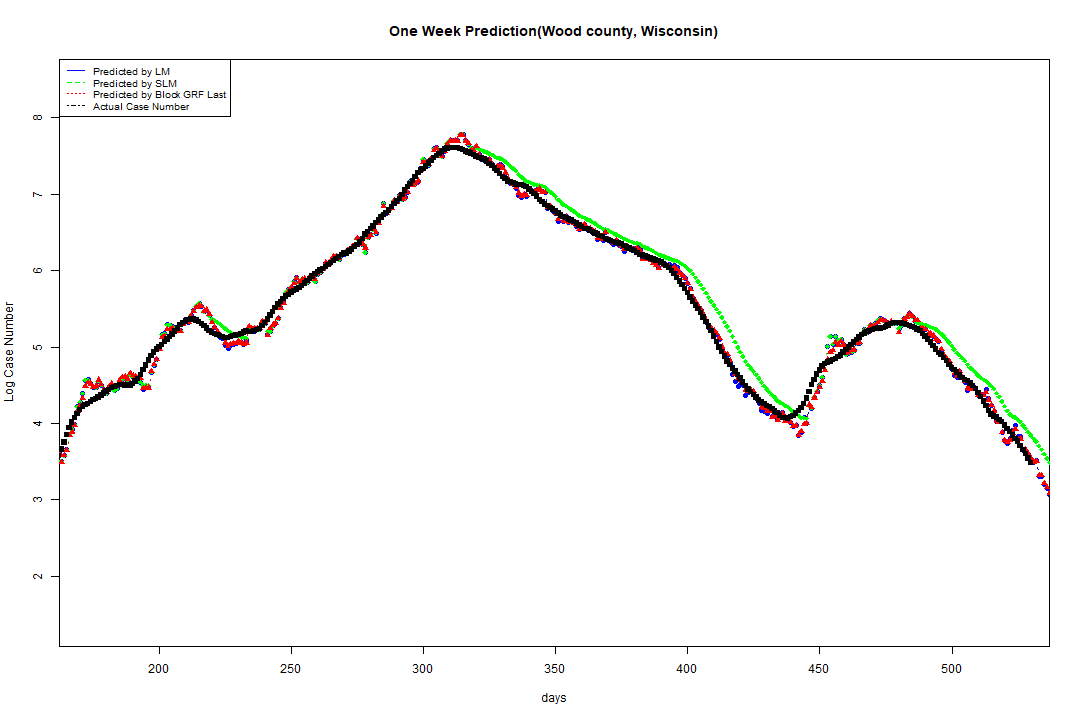 One Week Prediction(Wood county, Wisconsin)
Predicted by LM
Predicted by SLM
Predicted by Block GRF Last
Actual Case Number
Log Case Number
8
7
6
5
4
3
2
200 250 300 350 400 450 500
days